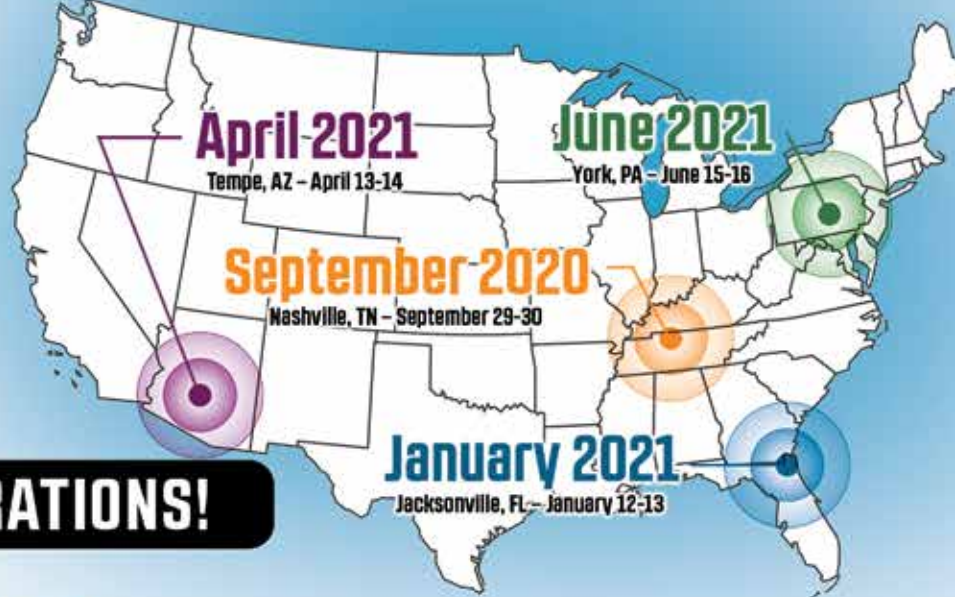 April 2021
Tempe, AZ – April 13-14
June 2021
York, PA – June 15-16
September 2020
Nashville, TN – September 29-30
January 2021
Jacksonville, FL – January 12-13
RATIONS!